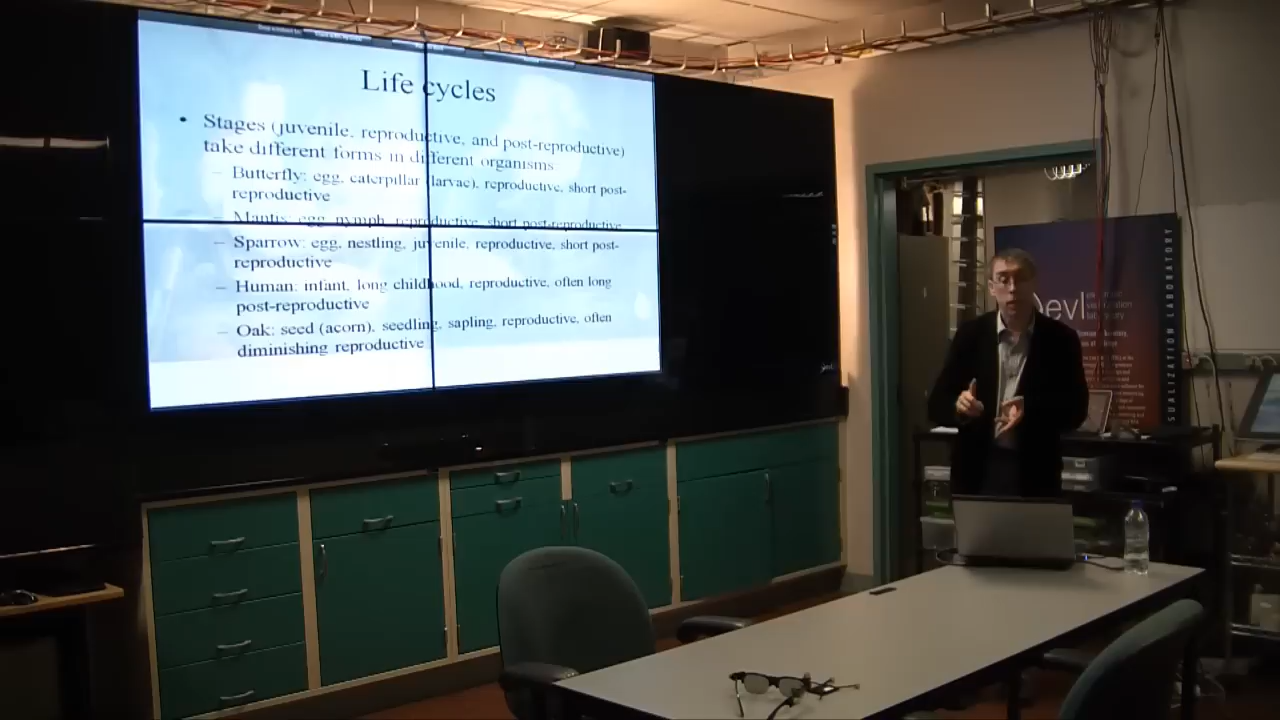 Life cycles
• Stages (juvenile, reproductive, and post-reproductive)
take different forms in different organisms
– Butterfly: egg, caterpillar (larvae), reproductive, short post-
reproductive
– Mantis: egg, nymph, reproductive, short post-reproductive
– Sparrow: egg, nestling, juvenile, reproductive, short post-
reproductive
– Human: infant, long childhood, reproductive, often long
post-reproductive
– Oak: seed (acorn), seedling, sapling, reproductive, often
diminishing reproductive
UALIZATION LABORATORY